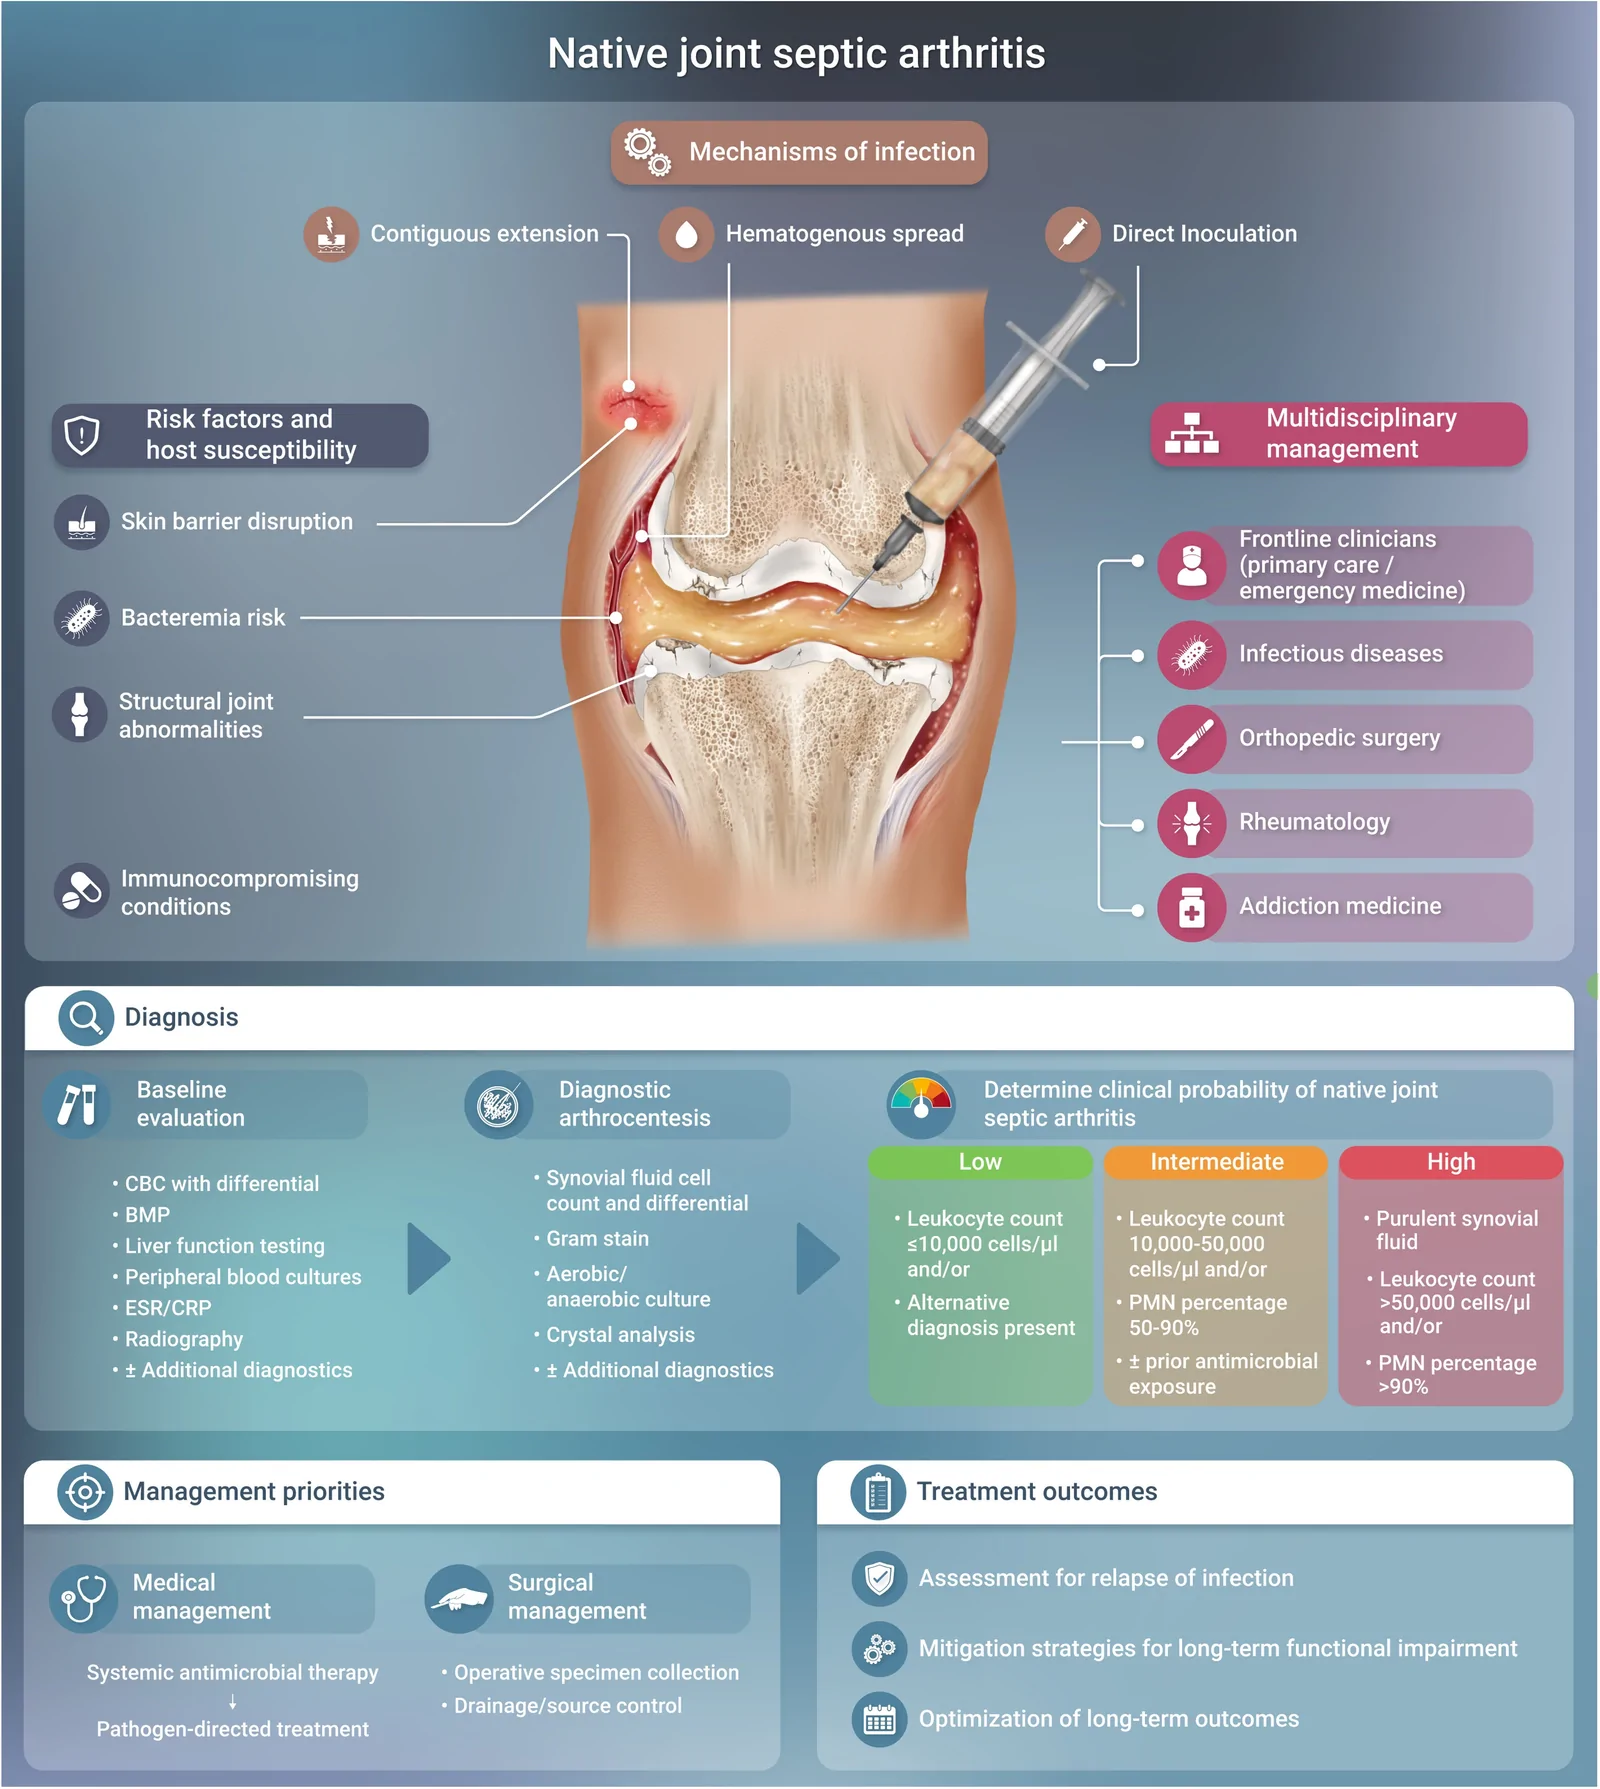 Native joint septic arthritis
Mechanisms of infection
Contiguous extension
Hematogenous spread
Direct Inoculation
Risk factors and
host susceptibility
Skin barrier disruption
Bacteremia risk
Structural joint
abnormalities
Immunocompromising
conditions
Multidisciplinary
management
Frontline clinicians
(primary care /
emergency medicine)
Infectious diseases
Orthopedic surgery
Rheumatology
Addiction medicine
Diagnosis
Baseline
evaluation
• CBC with differential
• BMP
• Liver function testing
• Peripheral blood cultures
• ESR/CRP
• Radiography
• ± Additional diagnostics
Diagnostic
arthrocentesis
• Synovial fluid cell
count and differential
• Gram stain
• Aerobic/
anaerobic culture
• Crystal analysis
• ± Additional diagnostics
Determine clinical probability of native joint
septic arthritis
Low
• Leukocyte count
≤10,000 cells/µl
and/or
• Alternative
diagnosis present
Intermediate
• Leukocyte count
10,000-50,000
cells/µl and/or
• PMN percentage
50-90%
• ± prior antimicrobial
exposure
High
• Purulent synovial
fluid
• Leukocyte count
>50,000 cells/µl
and/or
• PMN percentage
>90%
Management priorities
Medical
management
Systemic antimicrobial therapy
↓
Pathogen-directed treatment
Surgical
management
• Operative specimen collection
• Drainage/source control
Treatment outcomes
Assessment for relapse of infection
Mitigation strategies for long-term functional impairment
Optimization of long-term outcomes